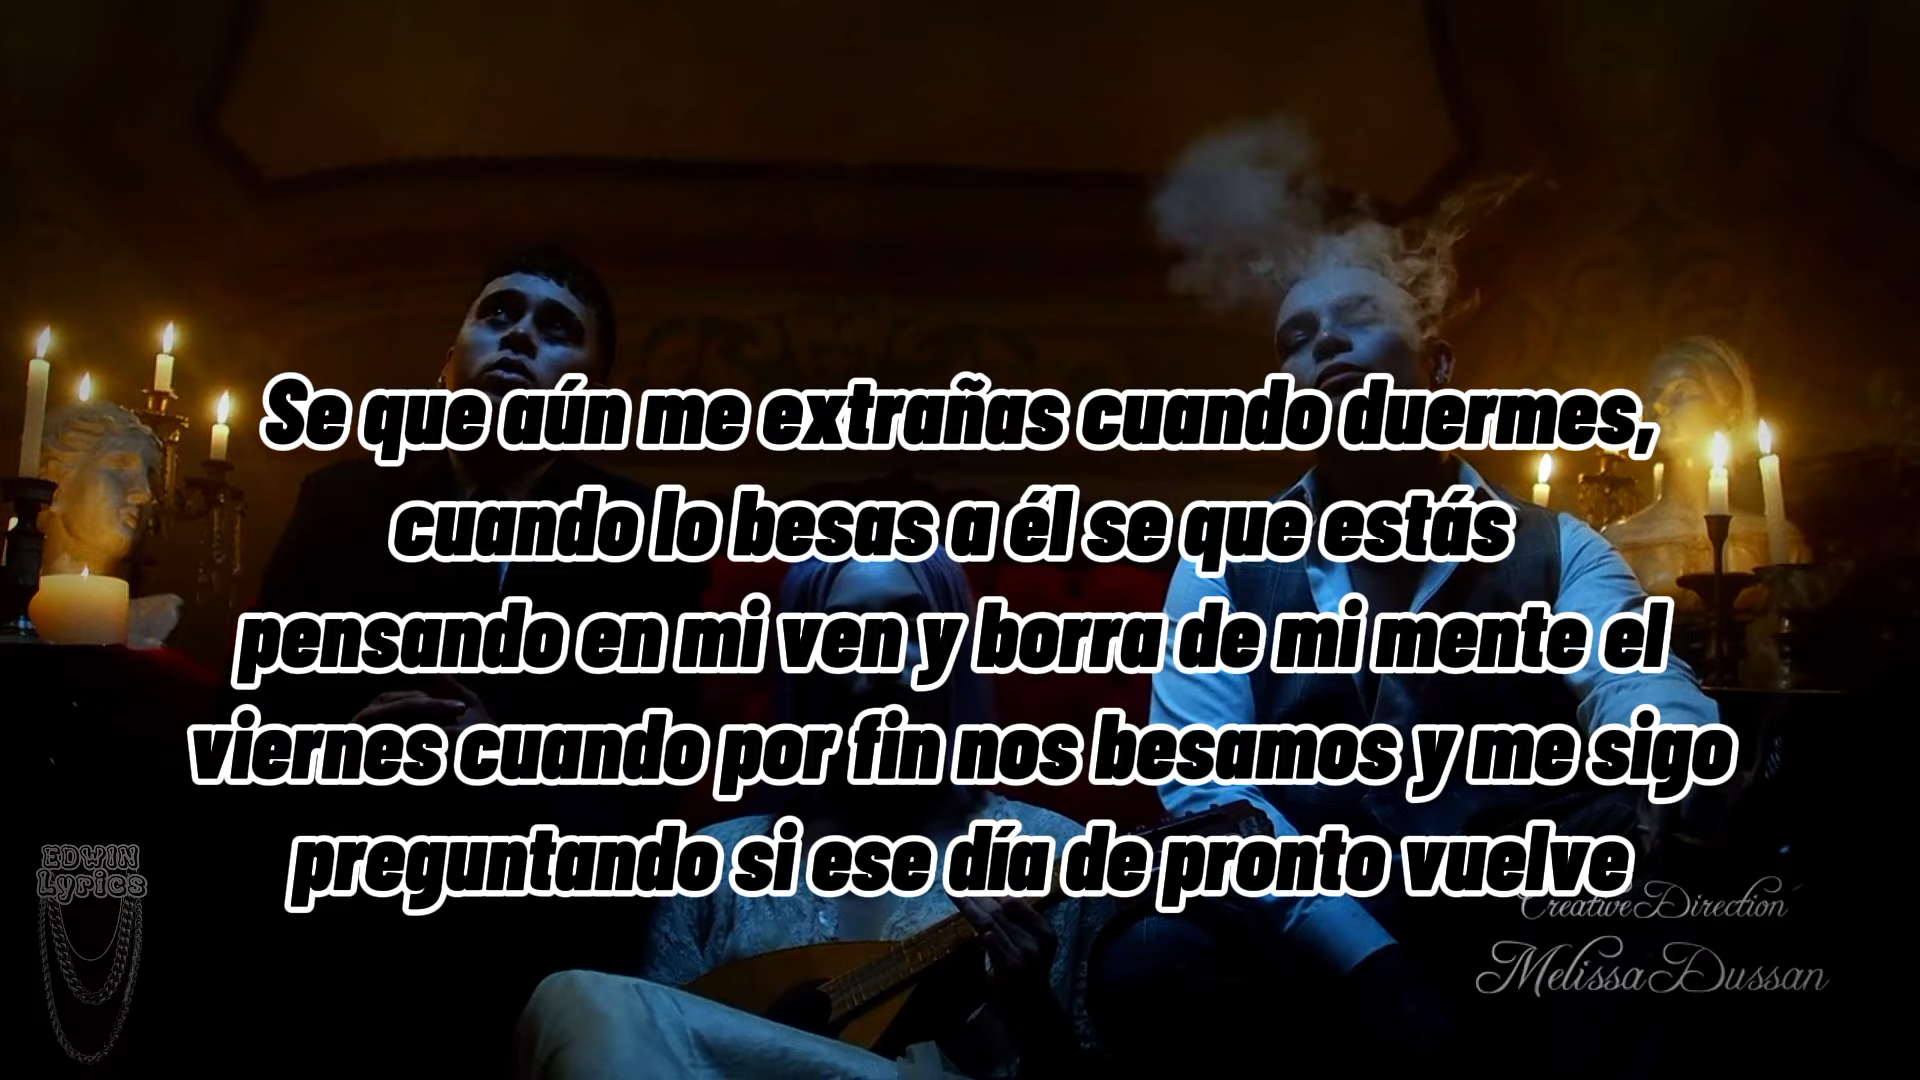 Se que aún me extrañas cuando duermes,
cuando lo besas a él se que estás
pensando en mi ven y borra de mi mente el
viernes cuando por fin nos besamos y me sigo
preguntando si ese día de pronto vuelve
EDWIN
Lyrics
Creative Direction
Melissa Dussan